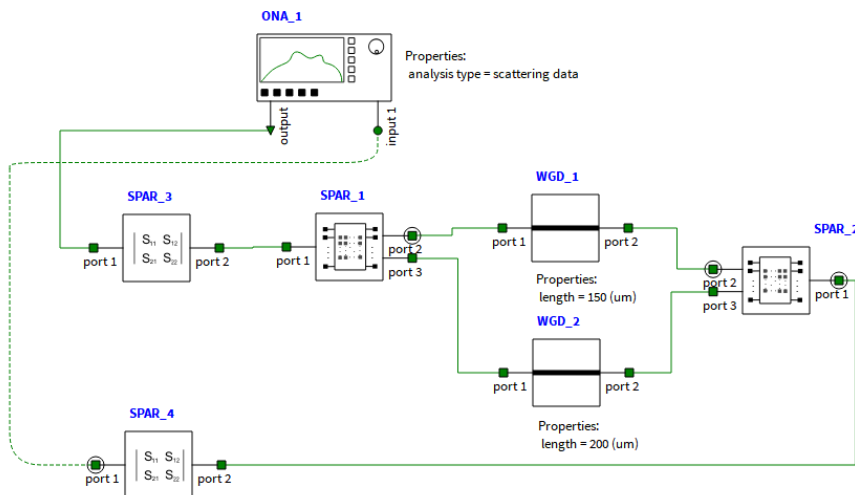 ONA_1
Properties:
analysis type = scattering data
output
input 1
SPAR_3
S11 S12
S21 S22
port 1
port 2
SPAR_1
port 1
port 2
port 3
WGD_1
port 1
port 2
Properties:
length = 150 (um)
WGD_2
port 1
port 2
Properties:
length = 200 (um)
SPAR_2
port 2
port 3
port 1
SPAR_4
S11 S12
S21 S22
port 1
port 2